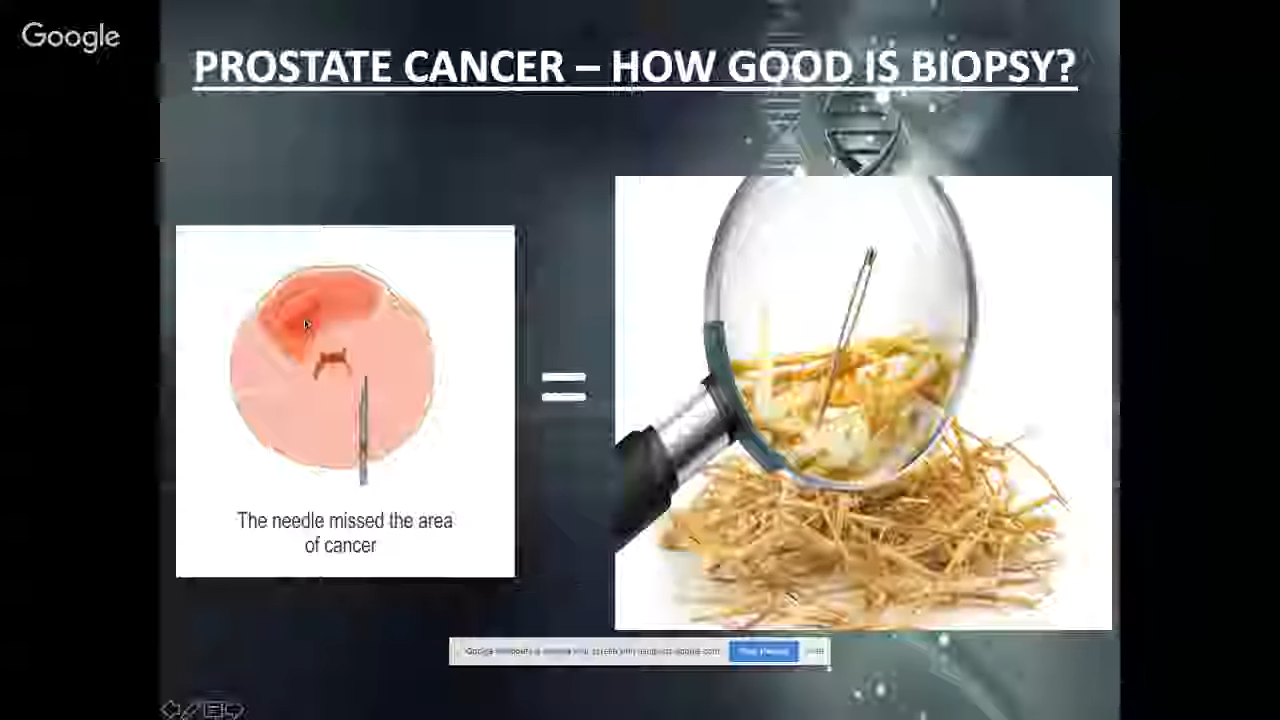 Google
PROSTATE CANCER – HOW GOOD IS BIOPSY?
=
The needle missed the area
of cancer